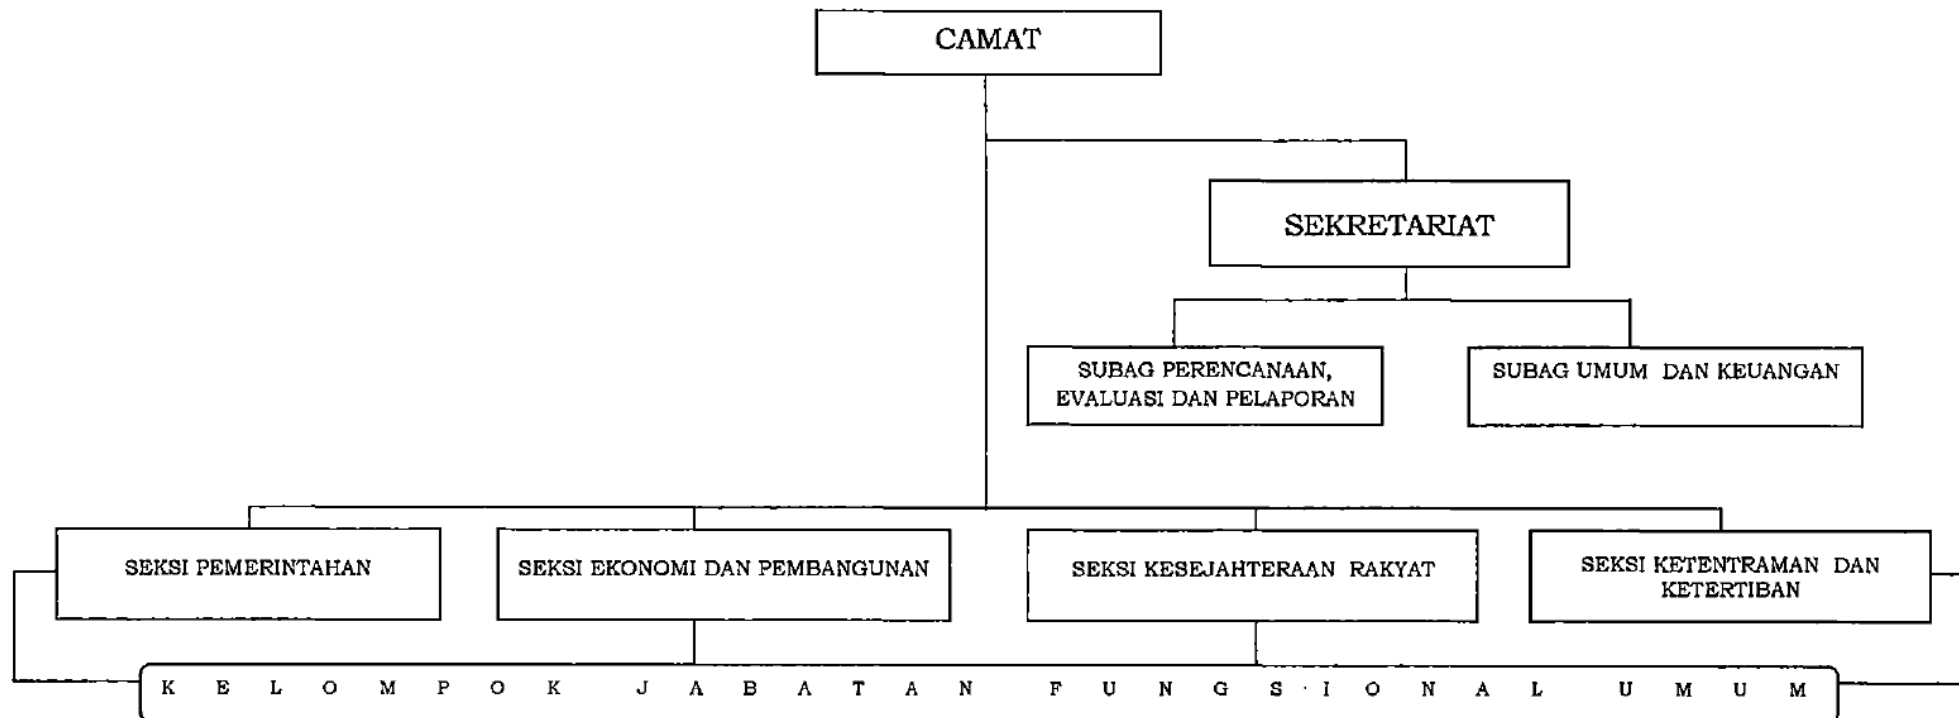 CAMAT
SEKRETARIAT
SUBAG PERENCANAAN,
EVALUASI DAN PELAPORAN
SUBAG UMUM DAN KEUANGAN
SEKSI PEMERINTAHAN
SEKSI EKONOMI DAN PEMBANGUNAN
SEKSI KESEJAHTERAAN RAKYAT
SEKSI KETENTRAMAN DAN
KETERTIBAN
K E L O M P O K J A B A T A N F U N G S I O N A L U M U M